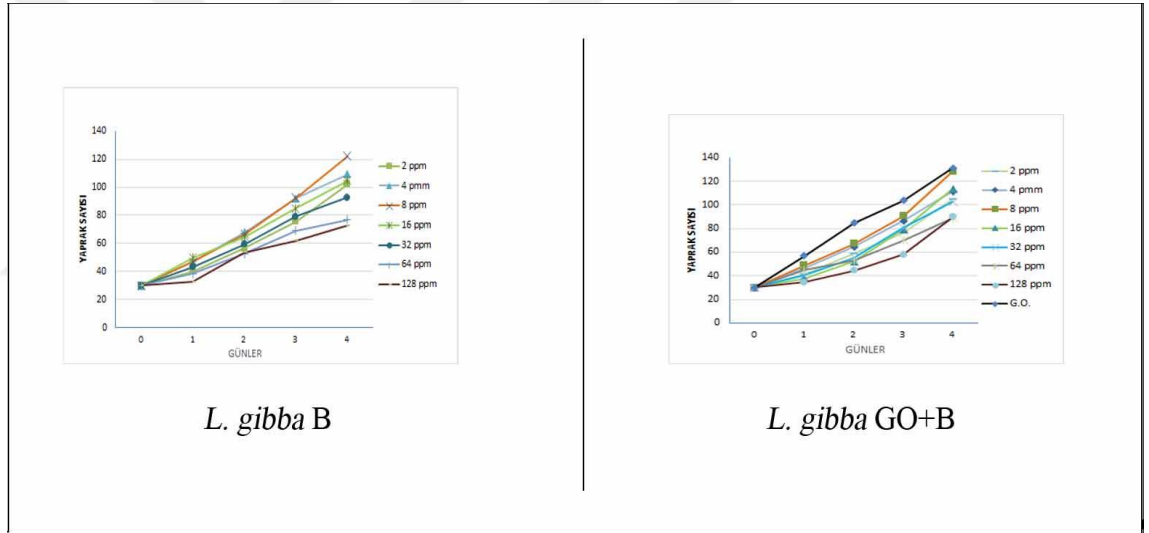 140
120
100
80
60
40
20
0
YAPRAK SAYISI
0 1 2 3 4
GÜNLER
2 ppm
4 pmm
8 ppm
16 ppm
32 ppm
64 ppm
128 ppm
L. gibba B
140
120
100
80
60
40
20
0
YAPRAK SAYISI
0 1 2 3 4
GÜNLER
2 ppm
4 pmm
8 ppm
16 ppm
32 ppm
64 ppm
128 ppm
G.O.
L. gibba GO+B